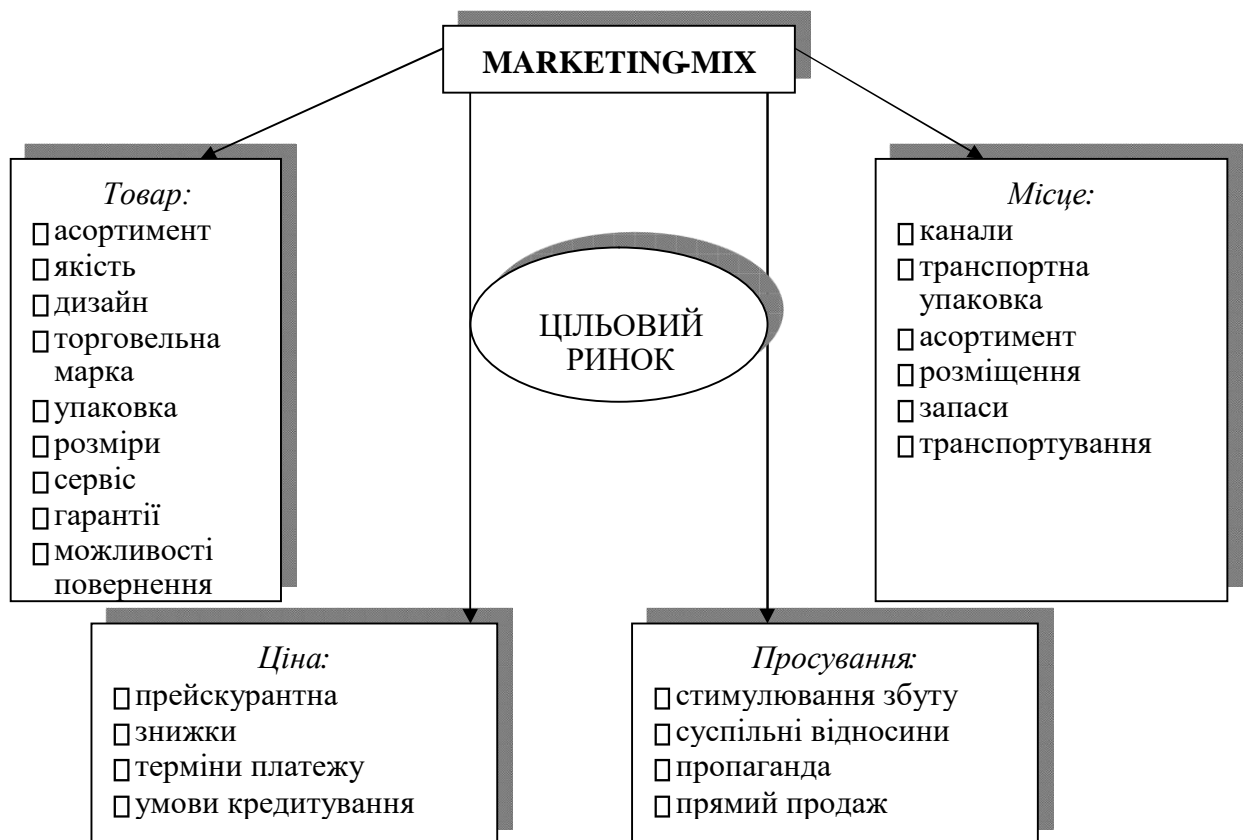 MARKETING-MIX
Товар:
асортимент
якість
дизайн
торговельна
марка
упаковка
розміри
сервіс
гарантії
можливості
повернення
ЦІЛЬОВИЙ
РИНОК
Місце:
канали
транспортна
упаковка
асортимент
розміщення
запаси
транспортування
Ціна:
прейскурантна
знижки
терміни платежу
умови кредитування
Просування:
стимулювання збуту
суспільні відносини
пропаганда
прямий продаж